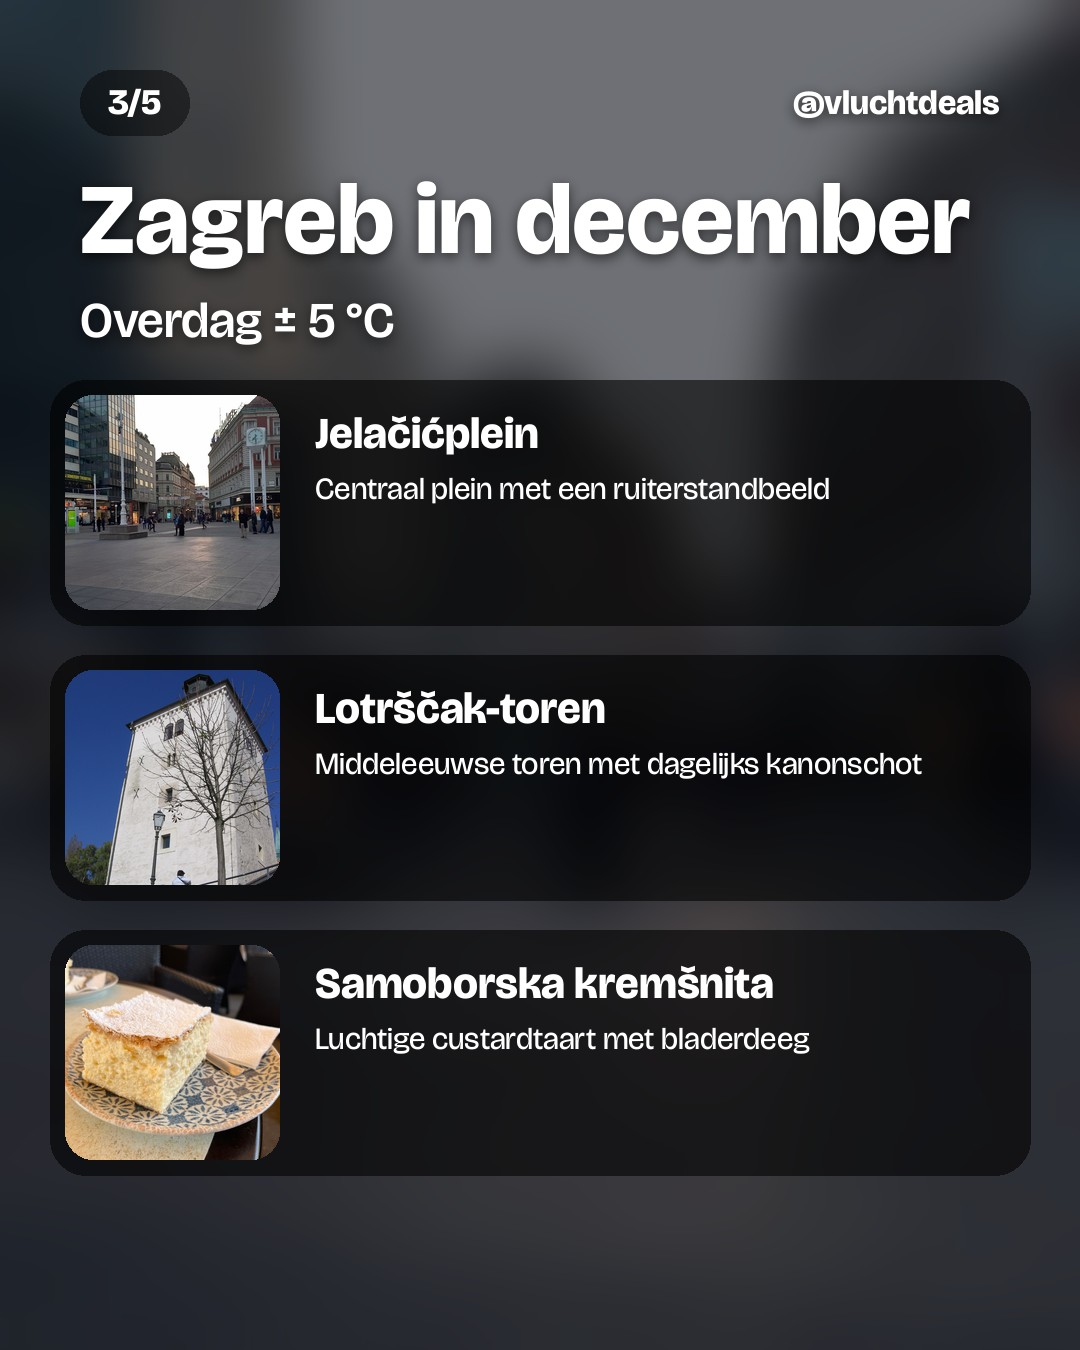 3/5
@vluchtdeals
Zagreb in december
Overdag ± 5 °C
Jelačićplein
Centraal plein met een ruiterstandbeeld
Lotrščak-toren
Middeleeuwse toren met dagelijks kanonschot
Samoborska kremšnita
Luchtige custardtaart met bladerdeeg